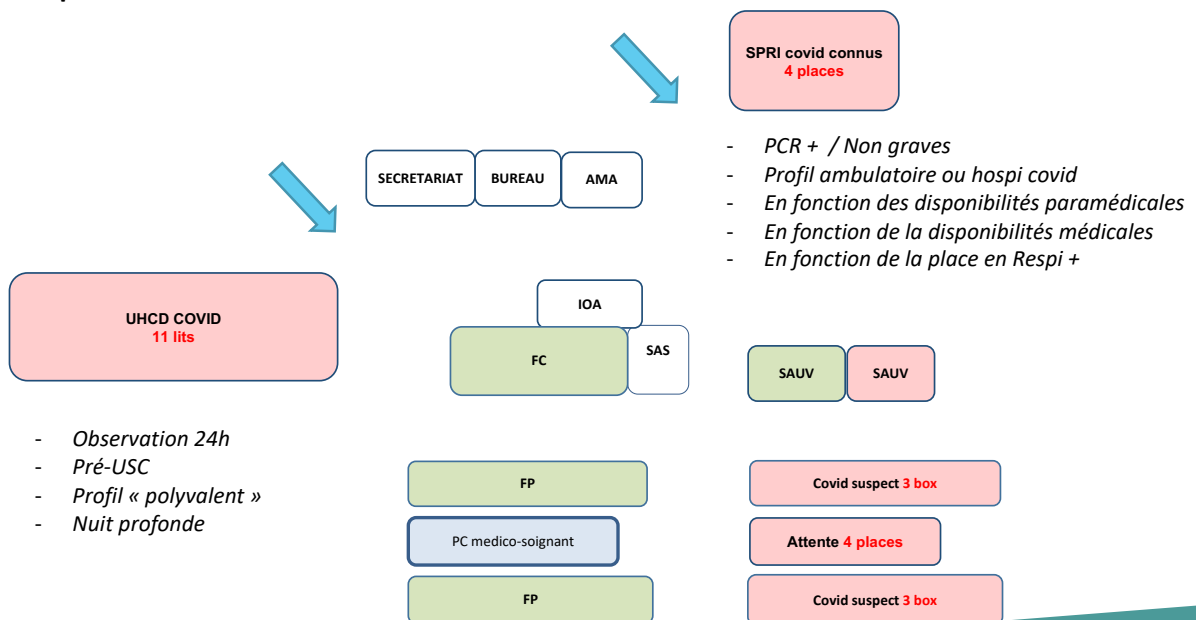 SPRI covid connus
4 places
- PCR + / Non graves
- Profil ambulatoire ou hospi covid
- En fonction des disponibilités paramédicales
- En fonction de la disponibilités médicales
- En fonction de la place en Respi +
SECRETARIAT
BUREAU
AMA
UHCD COVID
11 lits
- Observation 24h
- Pré-USC
- Profil « polyvalent »
- Nuit profonde
IOA
FC
SAS
SAUV
SAUV
FP
Covid suspect 3 box
PC medico-soignant
Attente 4 places
FP
Covid suspect 3 box